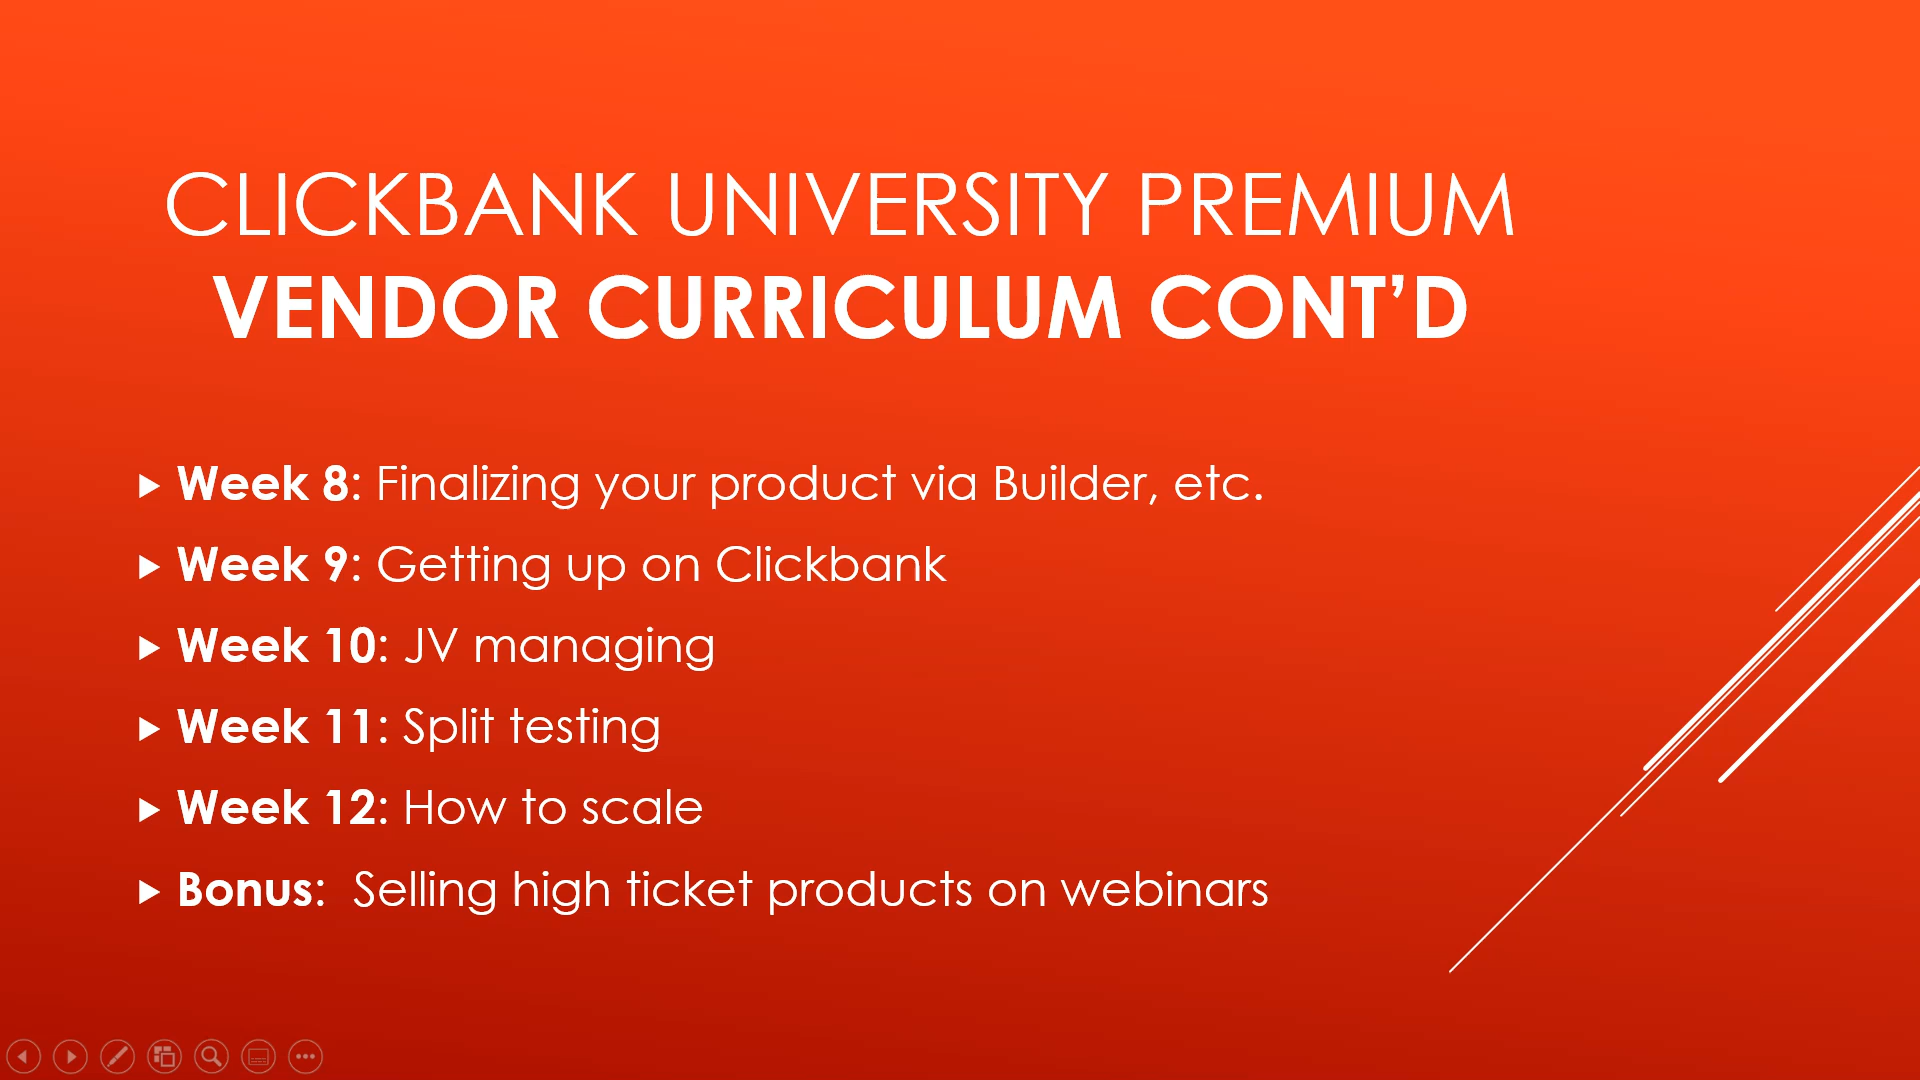 CLICKBANK UNIVERSITY PREMIUM
VENDOR CURRICULUM CONT’D
Week 8: Finalizing your product via Builder, etc.
Week 9: Getting up on Clickbank
Week 10: JV managing
Week 11: Split testing
Week 12: How to scale
Bonus:  Selling high ticket products on webinars